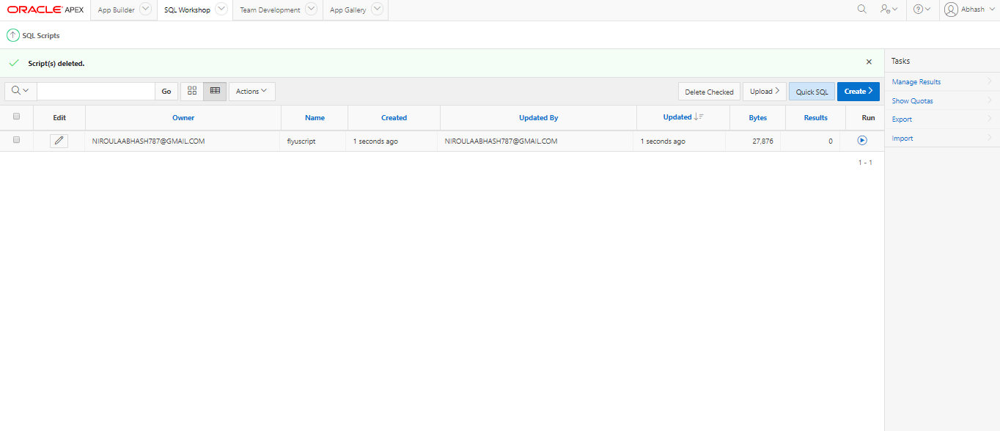 ORACLE APEX App Builder SQL Workshop Team Development App Gallery Abhash
SQL Scripts
Script(s) deleted.
Tasks
Go Actions Delete Checked Upload Quick SQL Create
Manage Results
Show Quotas
Export
Import
Edit Owner Name Created Updated By Updated Bytes Results Run
NIROULAABHASH787@GMAIL.COM flyuscript 1 seconds ago NIROULAABHASH787@GMAIL.COM 1 seconds ago 27,876 0
1 - 1